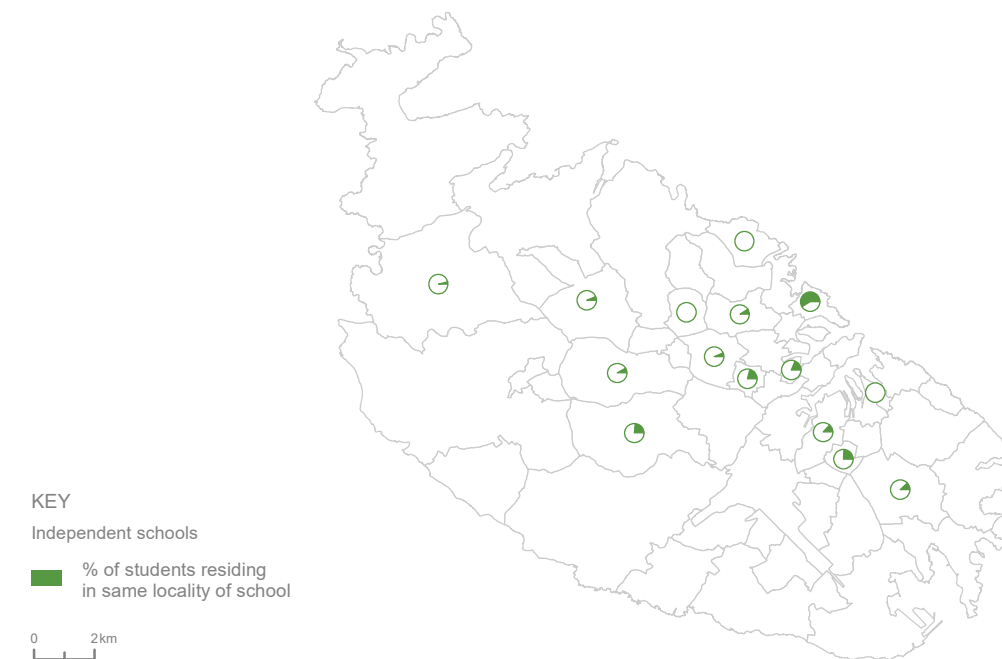 KEY
Independent schools
% of students residing
in same locality of school
0 2km